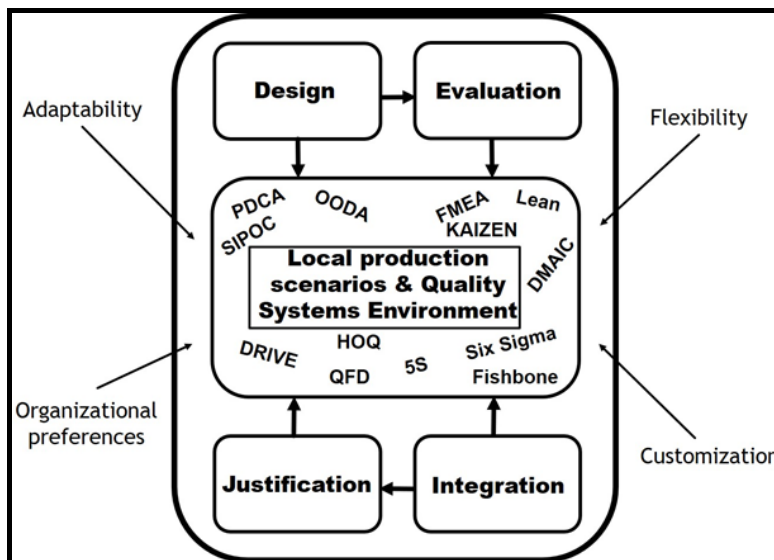 Design
Evaluation
Adaptability
Flexibility
PDCA
OODA
FMEA
Lean
SIPOC
KAIZEN
DMAIC
Local production
scenarios & Quality
Systems Environment
DRIVE
HOQ
QFD
5S
Six Sigma
Fishbone
Organizational
preferences
Customization
Justification
Integration